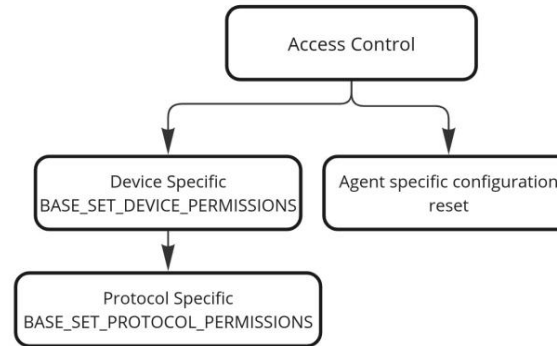 Access Control
Device Specific
BASE_SET_DEVICE_PERMISSIONS
Agent specific configuration
reset
Protocol Specific
BASE_SET_PROTOCOL_PERMISSIONS